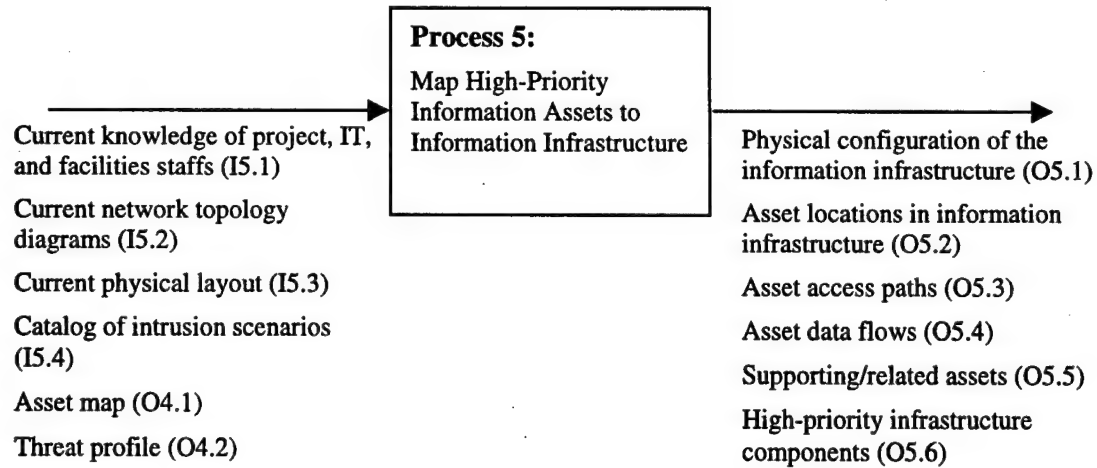 Process 5:
Map High-Priority
Information Assets to
Information Infrastructure
Current knowledge of project, IT,
and facilities staffs (I5.1)
Current network topology
diagrams (I5.2)
Current physical layout (I5.3)
Catalog of intrusion scenarios
(I5.4)
Asset map (O4.1)
Threat profile (O4.2)
Physical configuration of the
information infrastructure (O5.1)
Asset locations in information
infrastructure (O5.2)
Asset access paths (O5.3)
Asset data flows (O5.4)
Supporting/related assets (O5.5)
High-priority infrastructure
components (O5.6)